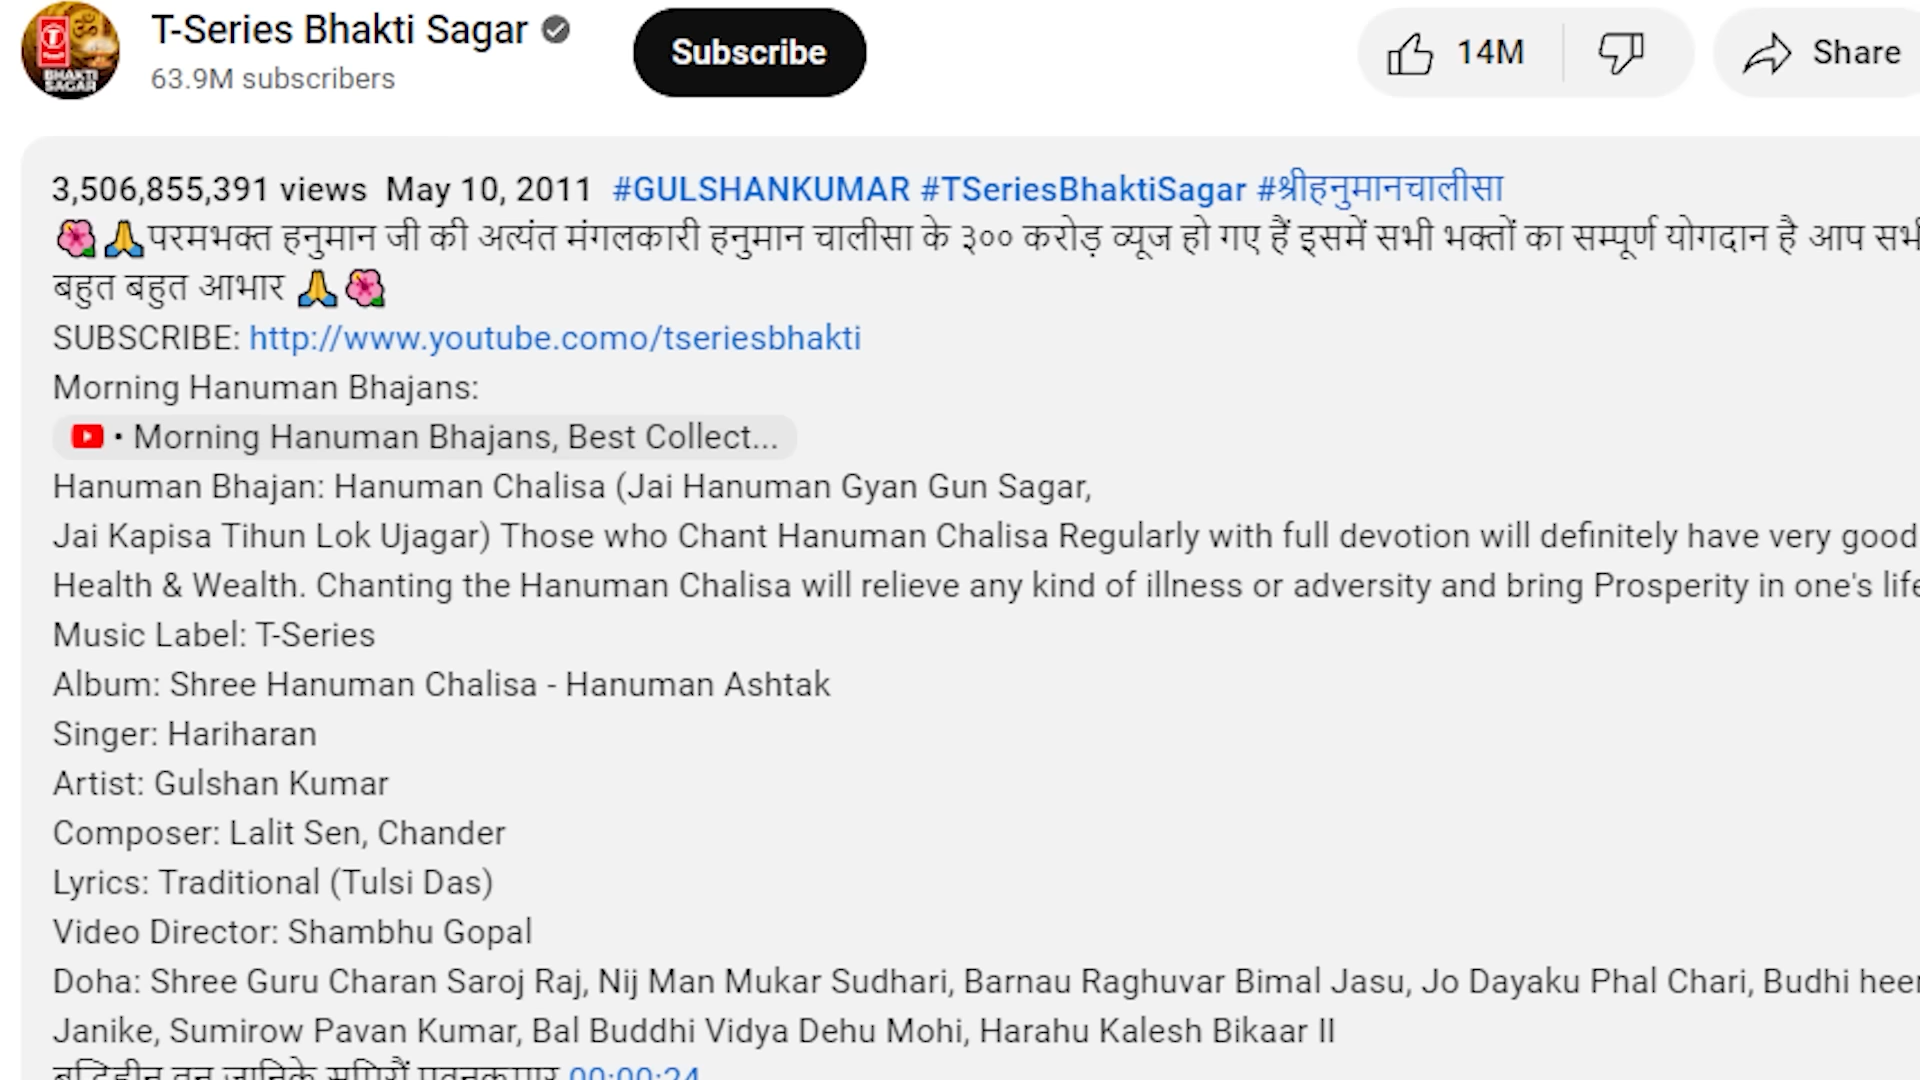 T-Series Bhakti Sagar
63.9M subscribers
Subscribe
14M
Share
BHAKTI
SAGAR
3,506,855,391 views May 10, 2011 #GULSHANKUMAR #TSeriesBhaktiSagar #श्रीहनुमानचालीसा
🌺🙏परमभक्त हनुमान जी की अत्यंत मंगलकारी हनुमान चालीसा के ३०० करोड़ व्यूज हो गए हैं इसमें सभी भक्तों का सम्पूर्ण योगदान है आप
बहुत बहुत आभार 🙏🌺
SUBSCRIBE: http://www.youtube.como/tseriesbhakti
Morning Hanuman Bhajans:
• Morning Hanuman Bhajans, Best Collect...
Hanuman Bhajan: Hanuman Chalisa (Jai Hanuman Gyan Gun Sagar,
Jai Kapisa Tihun Lok Ujagar) Those who Chant Hanuman Chalisa Regularly with full devotion will definitely have very good
Health & Wealth. Chanting the Hanuman Chalisa will relieve any kind of illness or adversity and bring Prosperity in one's life
Music Label: T-Series
Album: Shree Hanuman Chalisa - Hanuman Ashtak
Singer: Hariharan
Artist: Gulshan Kumar
Composer: Lalit Sen, Chander
Lyrics: Traditional (Tulsi Das)
Video Director: Shambhu Gopal
Doha: Shree Guru Charan Saroj Raj, Nij Man Mukar Sudhari, Barnau Raghuvar Bimal Jasu, Jo Dayaku Phal Chari, Budhi
Janike, Sumirow Pavan Kumar, Bal Buddhi Vidya Dehu Mohi, Harahu Kalesh Bikaar II
00:00:24